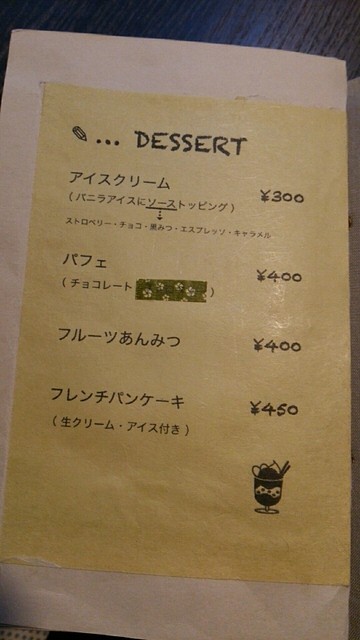 ... DESSERT
アイスクリーム ¥300
(バニラアイスにソーストッピング)
ストロベリー・チョコ・黒みつ・エスプレッソ・キャラメル
パフェ ¥400
(チョコレート )
フルーツあんみつ ¥400
フレンチパンケーキ ¥450
(生クリーム・アイス付き)